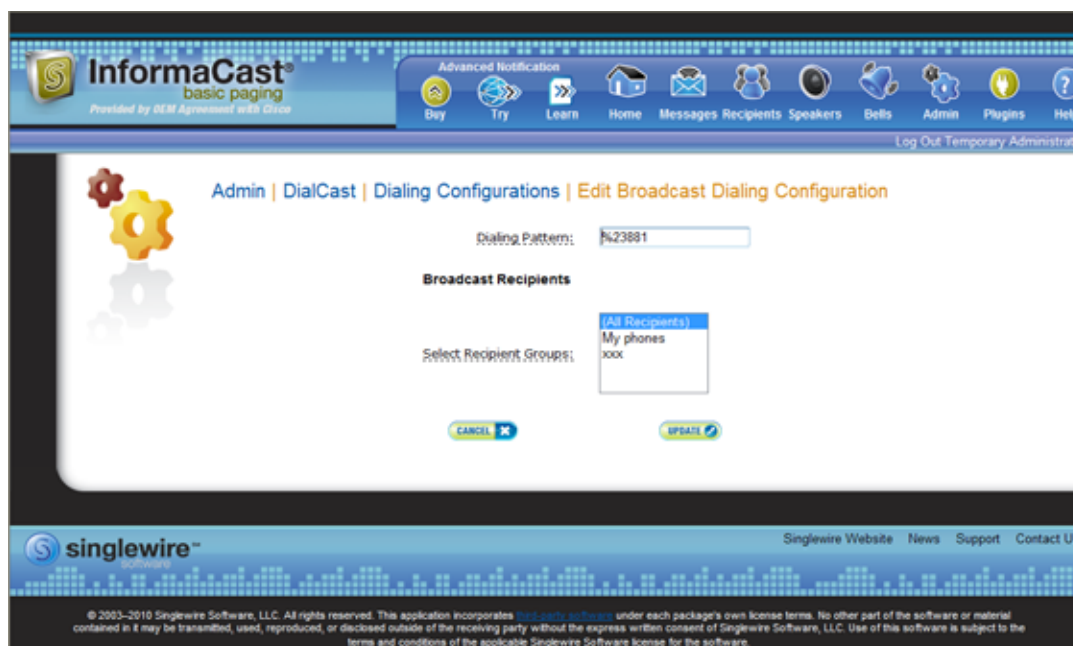 InformaCast®
basic paging
Provided by OEM Agreement with Cisco
Advanced Notification
Buy Try Learn Home Messages Recipients Speakers Bells Admin Plugins Hel
Log Out Temporary Administrat
Admin | DialCast | Dialing Configurations | Edit Broadcast Dialing Configuration
Dialing Pattern: %23881
Broadcast Recipients
Select Recipient Groups:
(All Recipients)
My phones
xxx
CANCEL UPDATE
singlewire™
software
Singlewire Website News Support Contact U
© 2003–2010 Singlewire Software, LLC. All rights reserved. This application incorporates third-party software under each package's own license terms. No other part of the software or material
contained in it may be transmitted, used, reproduced, or disclosed outside of the receiving party without the express written consent of Singlewire Software, LLC. Use of this software is subject to the
terms and conditions of the applicable Singlewire Software license for the software.